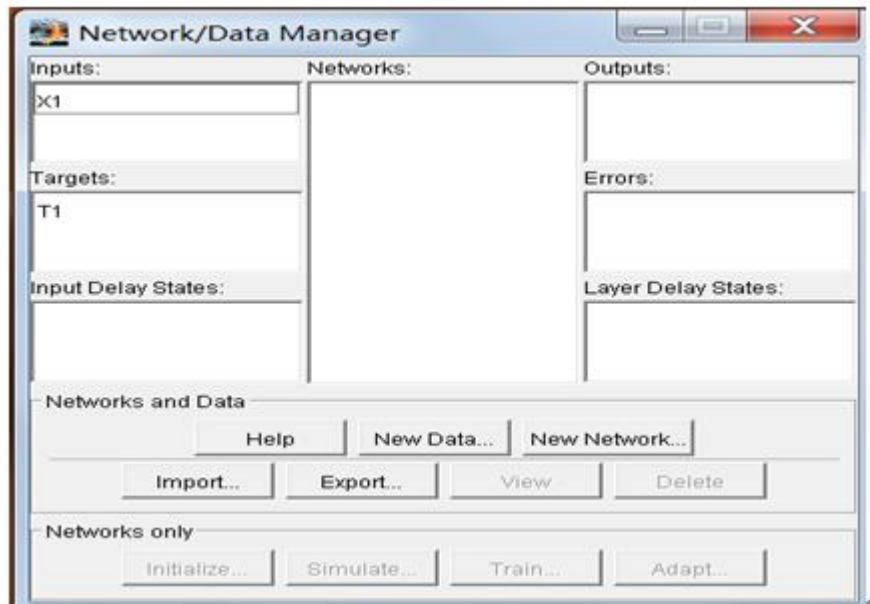 Network/Data Manager
Inputs: Networks: Outputs:
X1
Targets: Errors:
T1
Input Delay States: Layer Delay States:
Networks and Data
Help New Data... New Network...
Import... Export... View Delete
Networks only
Initialize... Simulate... Train... Adapt...